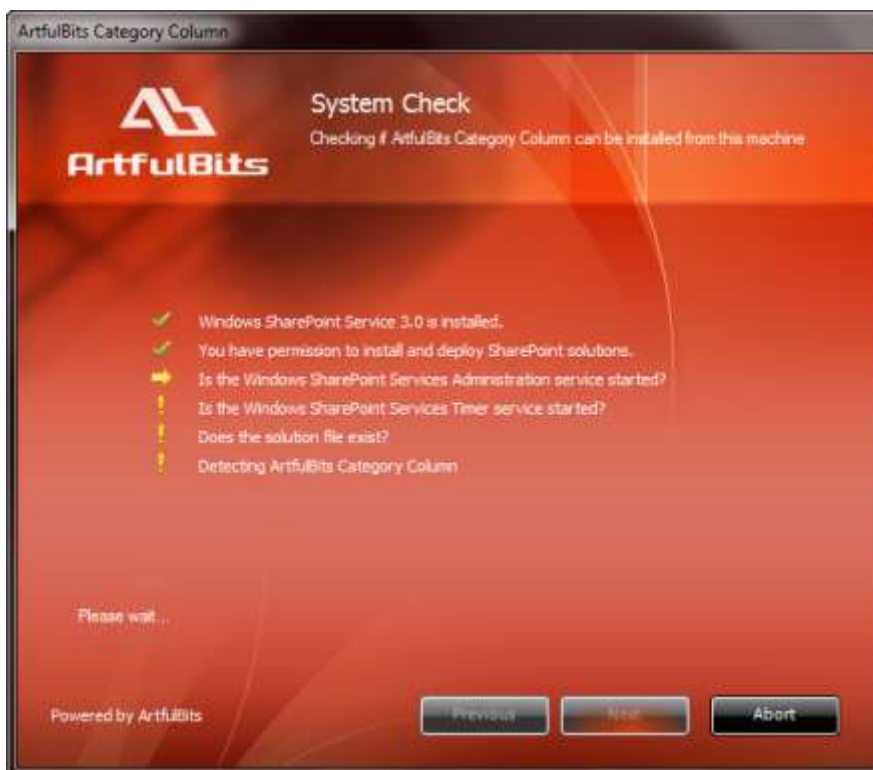 ArtfulBits Category Column
ArtfulBits
System Check
Checking if ArtfulBits Category Column can be installed from this machine
Windows SharePoint Service 3.0 is installed.
You have permission to install and deploy SharePoint solutions.
Is the Windows SharePoint Services Administration service started?
Is the Windows SharePoint Services Timer service started?
Does the solution file exist?
Detecting ArtfulBits Category Column
Please wait...
Powered by ArtfulBits
Previous
Next
Abort